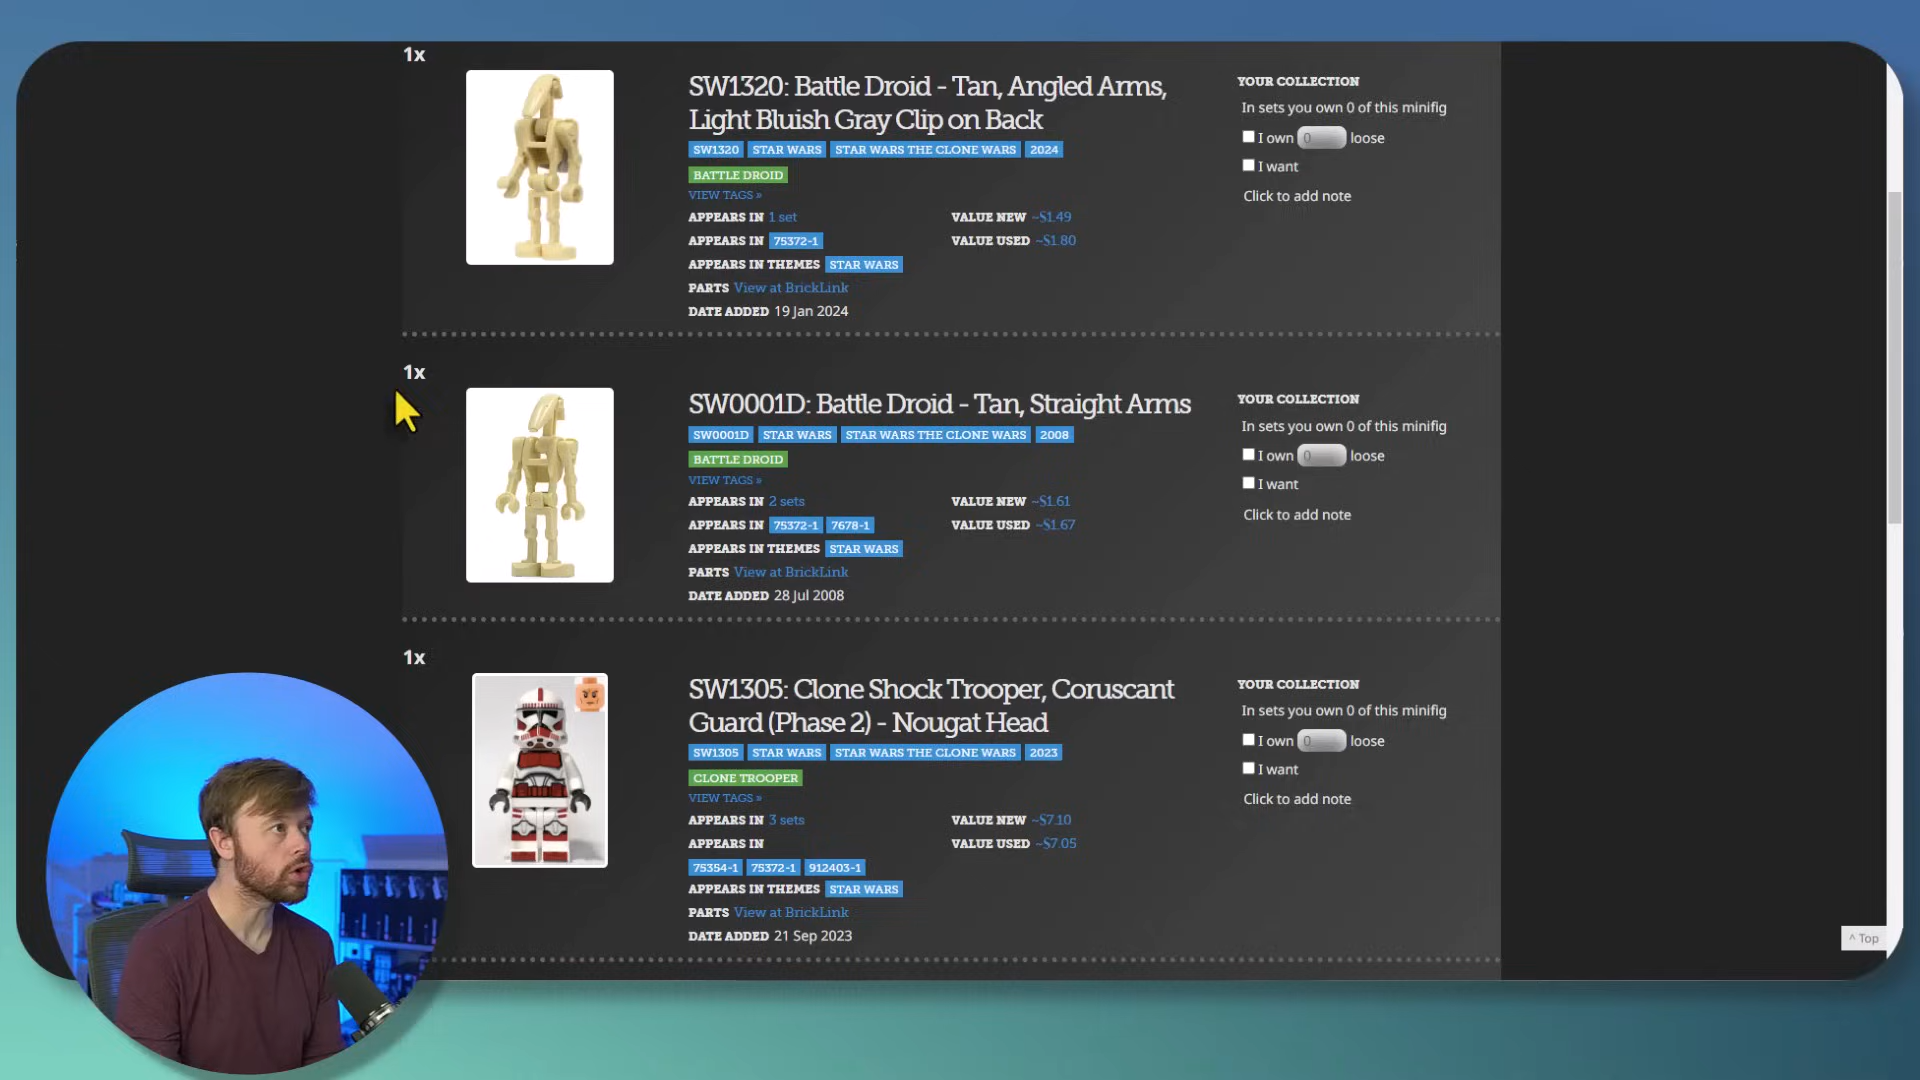 1x
SW1320: Battle Droid - Tan, Angled Arms,
Light Bluish Gray Clip on Back
SW1320 STAR WARS STAR WARS THE CLONE WARS 2024
BATTLE DROID
VIEW TAGS »
APPEARS IN 1 set
VALUE NEW ~$1.49
APPEARS IN 75372-1
VALUE USED ~$1.80
APPEARS IN THEMES STAR WARS
PARTS View at BrickLink
DATE ADDED 19 Jan 2024
YOUR COLLECTION
In sets you own 0 of this minifig
I own 0 loose
I want
Click to add note
1x
SW0001D: Battle Droid - Tan, Straight Arms
SW0001D STAR WARS STAR WARS THE CLONE WARS 2008
BATTLE DROID
VIEW TAGS »
APPEARS IN 2 sets
VALUE NEW ~$1.61
APPEARS IN 75372-1 7678-1
VALUE USED ~$1.67
APPEARS IN THEMES STAR WARS
PARTS View at BrickLink
DATE ADDED 28 Jul 2008
YOUR COLLECTION
In sets you own 0 of this minifig
I own 0 loose
I want
Click to add note
1x
SW1305: Clone Shock Trooper, Coruscant
Guard (Phase 2) - Nougat Head
SW1305 STAR WARS STAR WARS THE CLONE WARS 2023
CLONE TROOPER
VIEW TAGS »
APPEARS IN 3 sets
VALUE NEW ~$7.10
APPEARS IN
VALUE USED ~$7.05
75354-1 75372-1 912403-1
APPEARS IN THEMES STAR WARS
PARTS View at BrickLink
DATE ADDED 21 Sep 2023
YOUR COLLECTION
In sets you own 0 of this minifig
I own 0 loose
I want
Click to add note
^ Top